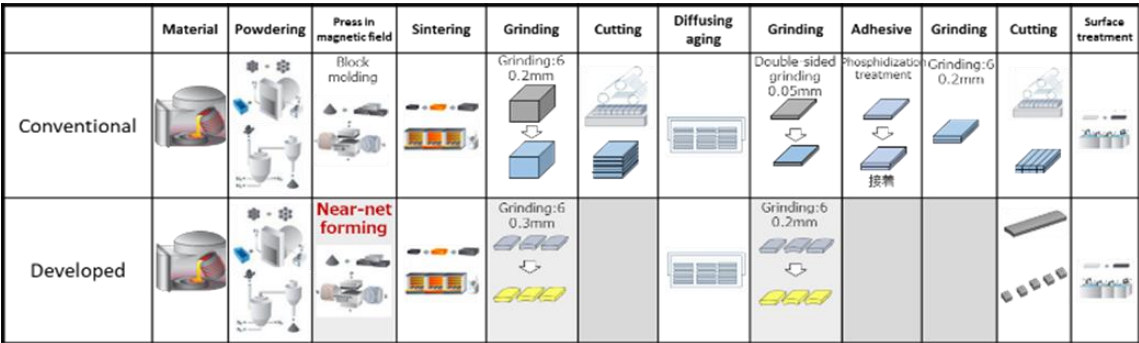 Material
Powdering
Press in
magnetic field
Sintering
Grinding
Cutting
Diffusing
aging
Grinding
Adhesive
Grinding
Cutting
Surface
treatment
Conventional
Block
molding
Grinding:6
0.2mm
Double-sided
grinding
0.05mm
Phosphidization
treatment
接着
Grinding:6
0.2mm
Developed
Near-net
forming
Grinding:6
0.3mm
Grinding:6
0.2mm